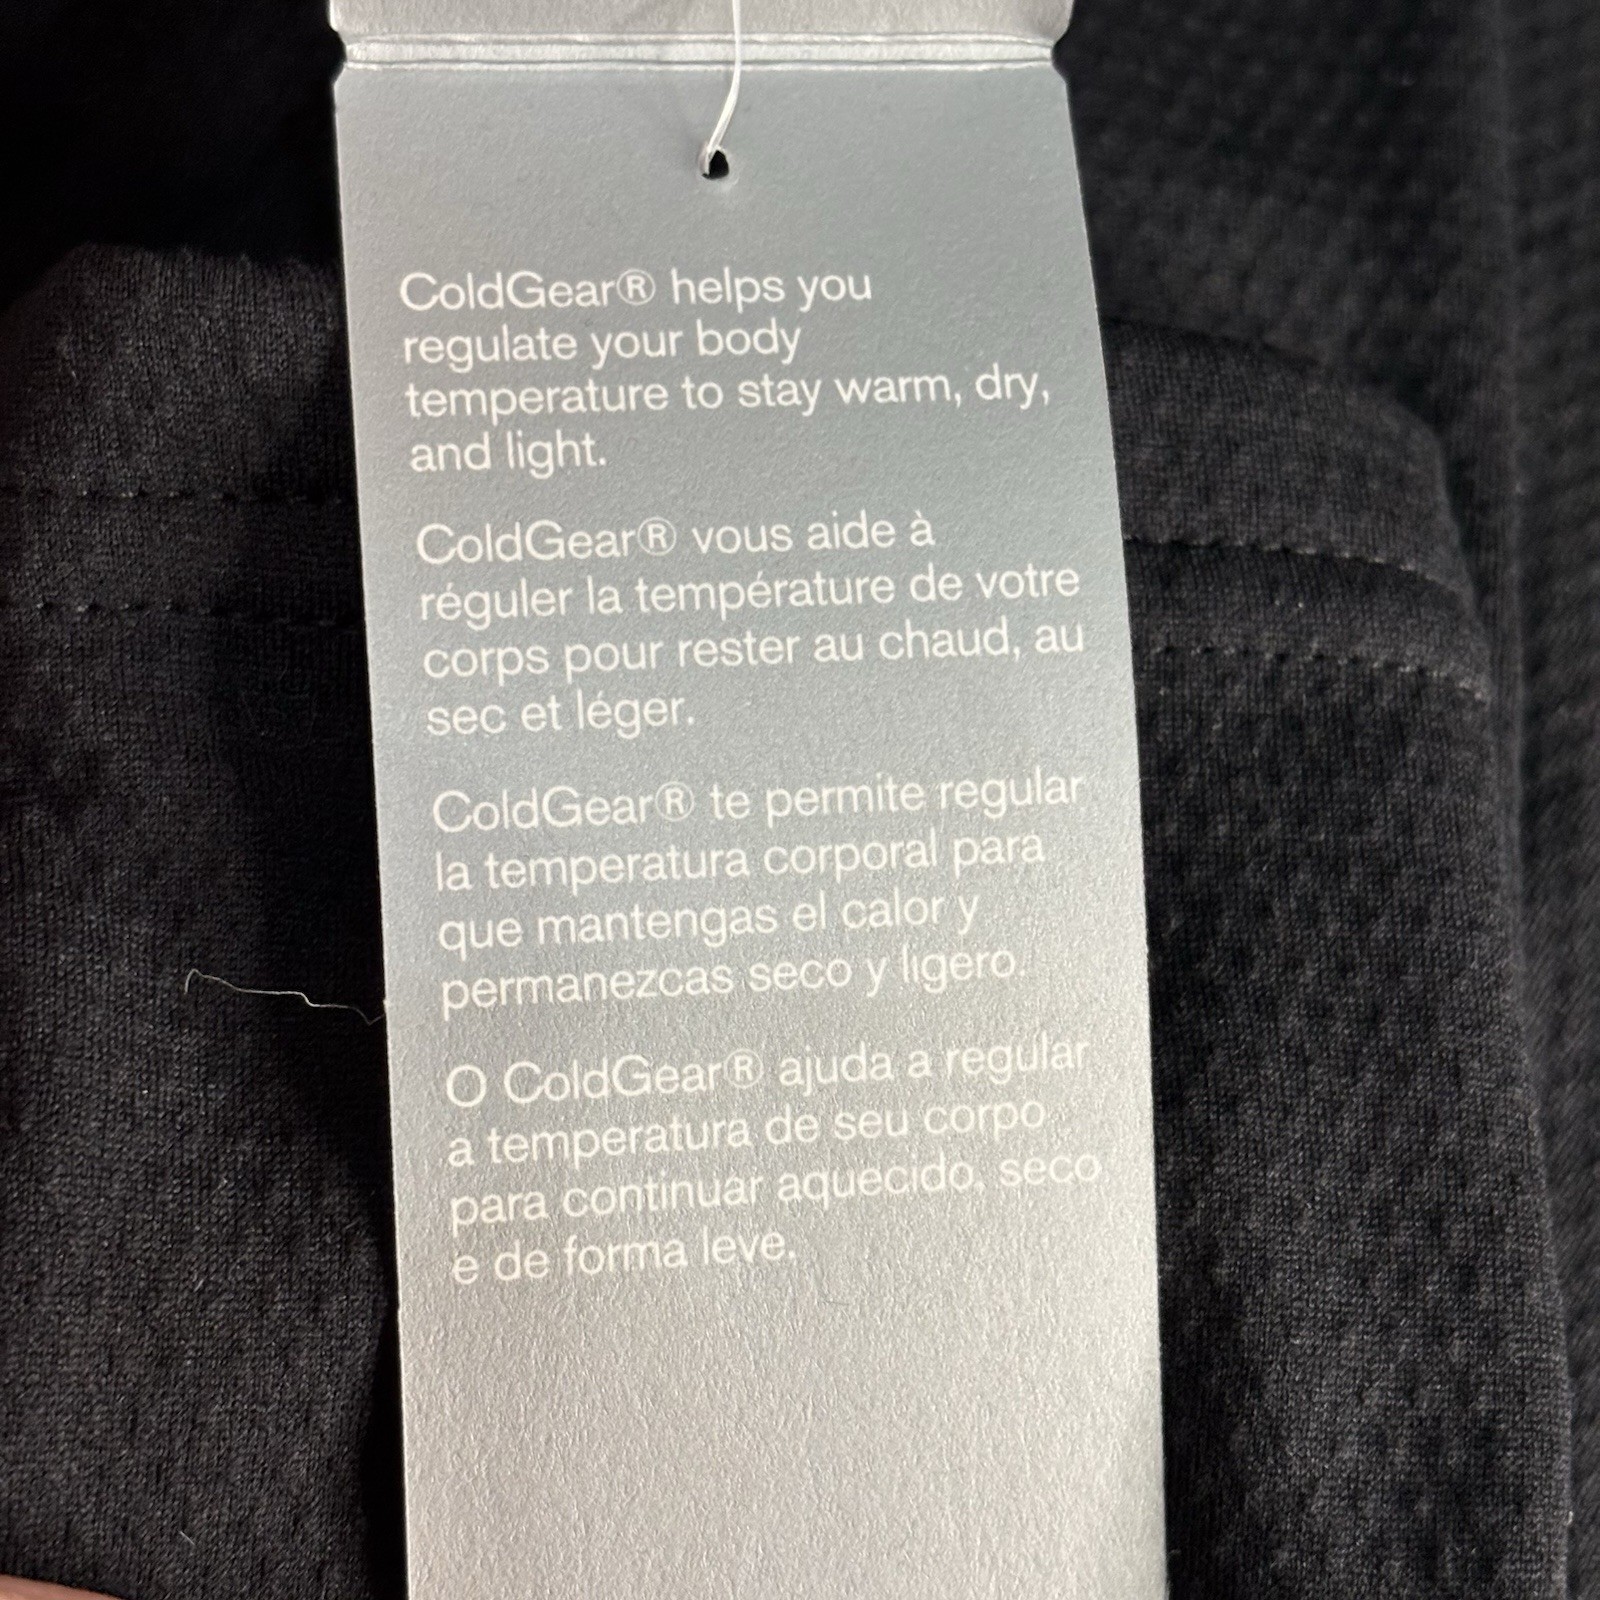 ColdGear® helps you
regulate your body
temperature to stay warm, dry,
and light.
ColdGear® vous aide à
réguler la température de votre
corps pour rester au chaud, au
sec et léger.
ColdGear® te permite regular
la temperatura corporal para
que mantengas el calor y
permanezcas seco y ligero.
O ColdGear® ajuda a regular
a temperatura de seu corpo
para continuar aquecido, seco
e de forma leve.